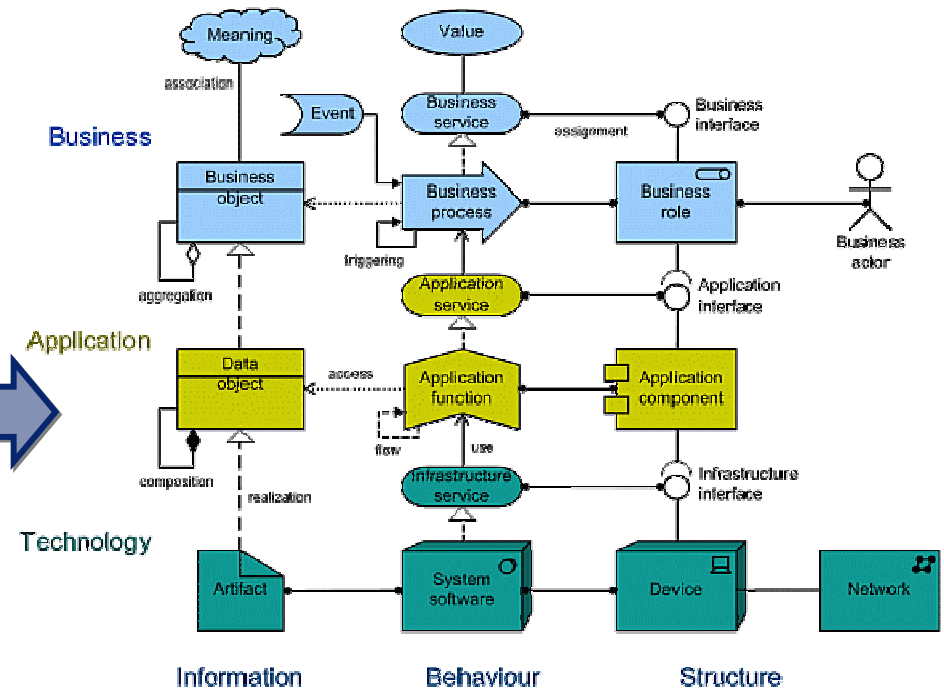 Meaning
Value
association
Event
Business
service
assignment
Business
interface
Business
Business
object
Business
process
Business
role
Business
actor
triggering
aggregation
Application
service
Application
interface
Application
Data
object
access
Application
function
Application
component
flow
use
composition
realization
Infrastructure
service
Infrastructure
interface
Technology
Artifact
System
software
Device
Network
Information
Behaviour
Structure